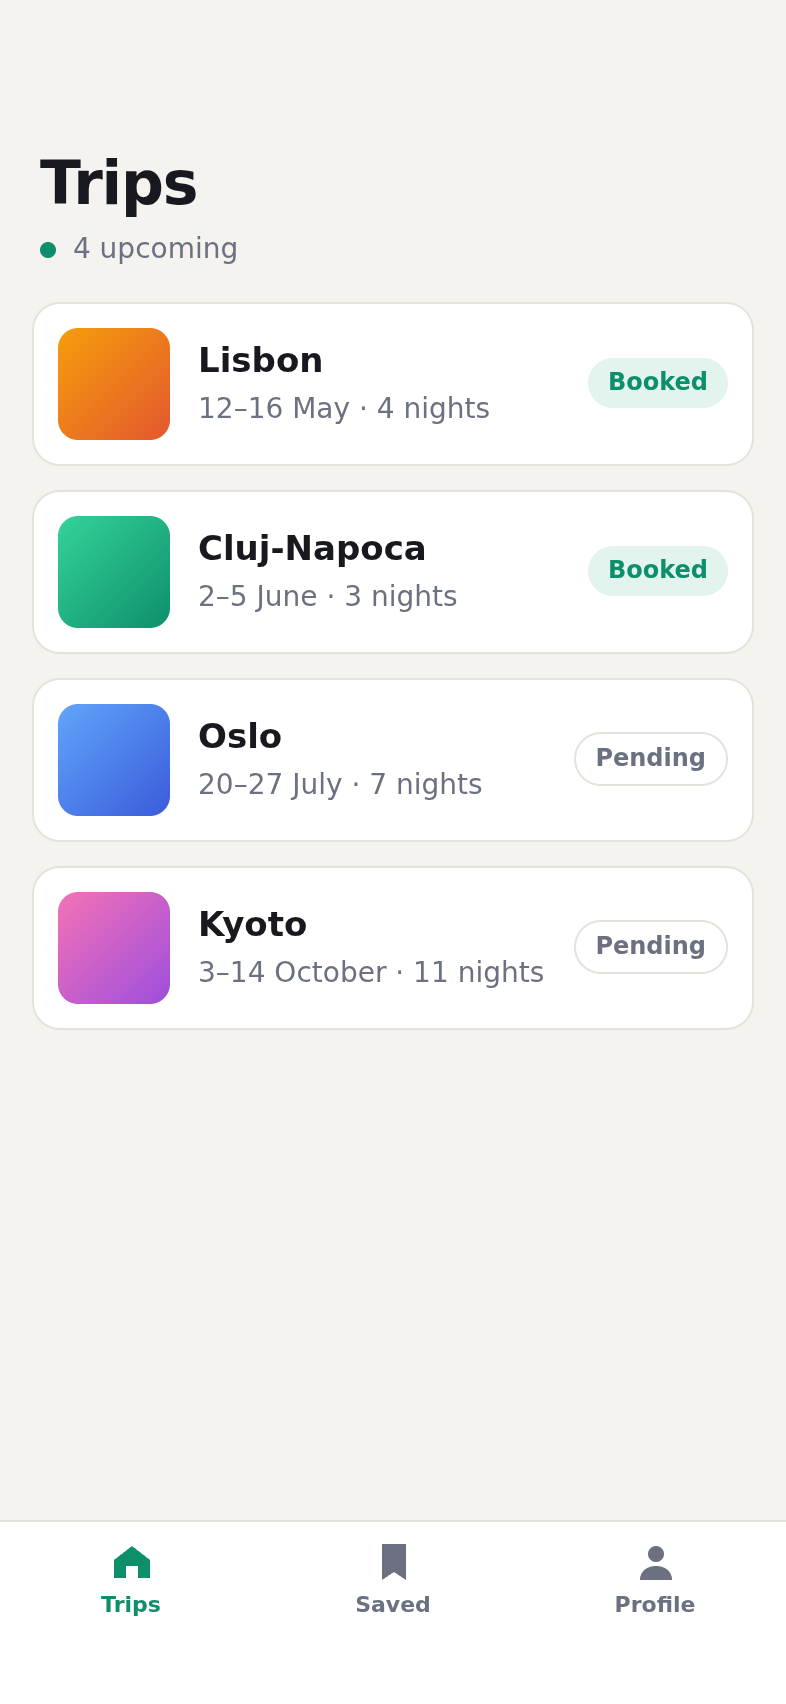 Trips
4 upcoming
Lisbon
12–16 May · 4 nights
Booked
Cluj-Napoca
2–5 June · 3 nights
Booked
Oslo
20–27 July · 7 nights
Pending
Kyoto
3–14 October · 11 nights
Pending
Trips
Saved
Profile